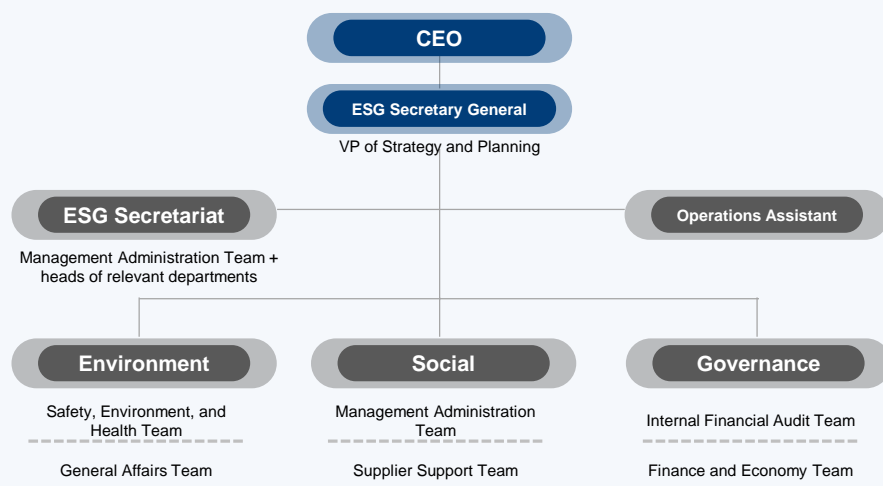 CEO
ESG Secretary General
VP of Strategy and Planning
ESG Secretariat
Operations Assistant
Management Administration Team +
heads of relevant departments
Environment
Social
Governance
Safety, Environment, and
Health Team
Management Administration
Team
Internal Financial Audit Team
General Affairs Team
Supplier Support Team
Finance and Economy Team